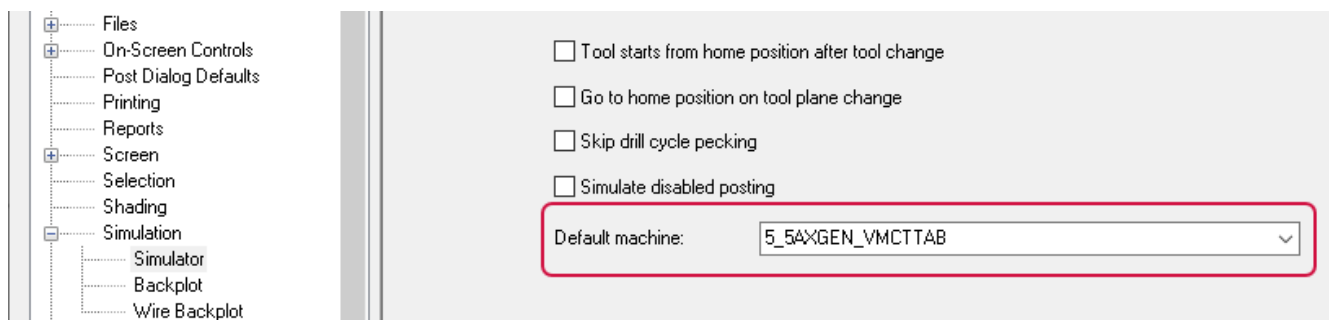 Files
On-Screen Controls
Post Dialog Defaults
Printing
Reports
Screen
Selection
Shading
Simulation
Simulator
Backplot
Wire Backplot
Tool starts from home position after tool change
Go to home position on tool plane change
Skip drill cycle pecking
Simulate disabled posting
Default machine: 5_5AXGEN_VMCTTAB